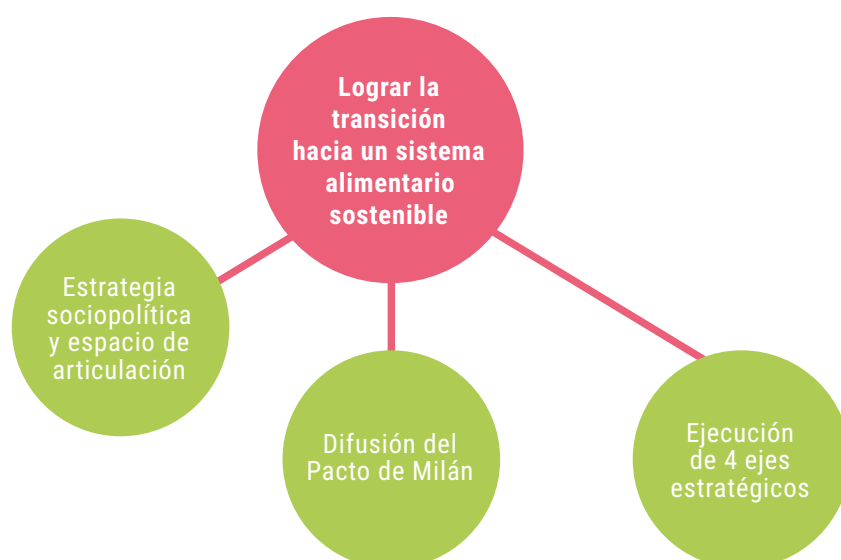 Lograr la
transición
hacia un sistema
alimentario
sostenible
Estrategia
sociopolítica
y espacio de
articulación
Difusión del
Pacto de Milán
Ejecución
de 4 ejes
estratégicos